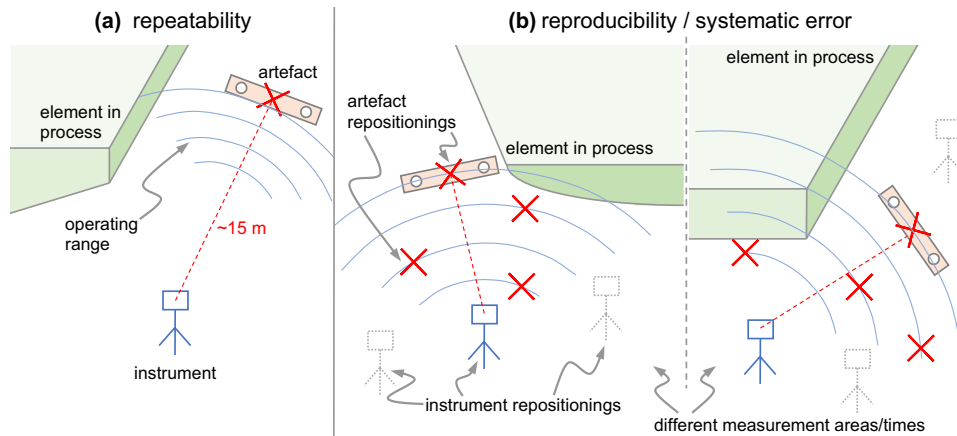 (a) repeatability
artefact
element in
process
operating
range
~15 m
instrument
(b) reproducibility / systematic error
artefact
repositionings
element in process
element in process
instrument repositionings
different measurement areas/times